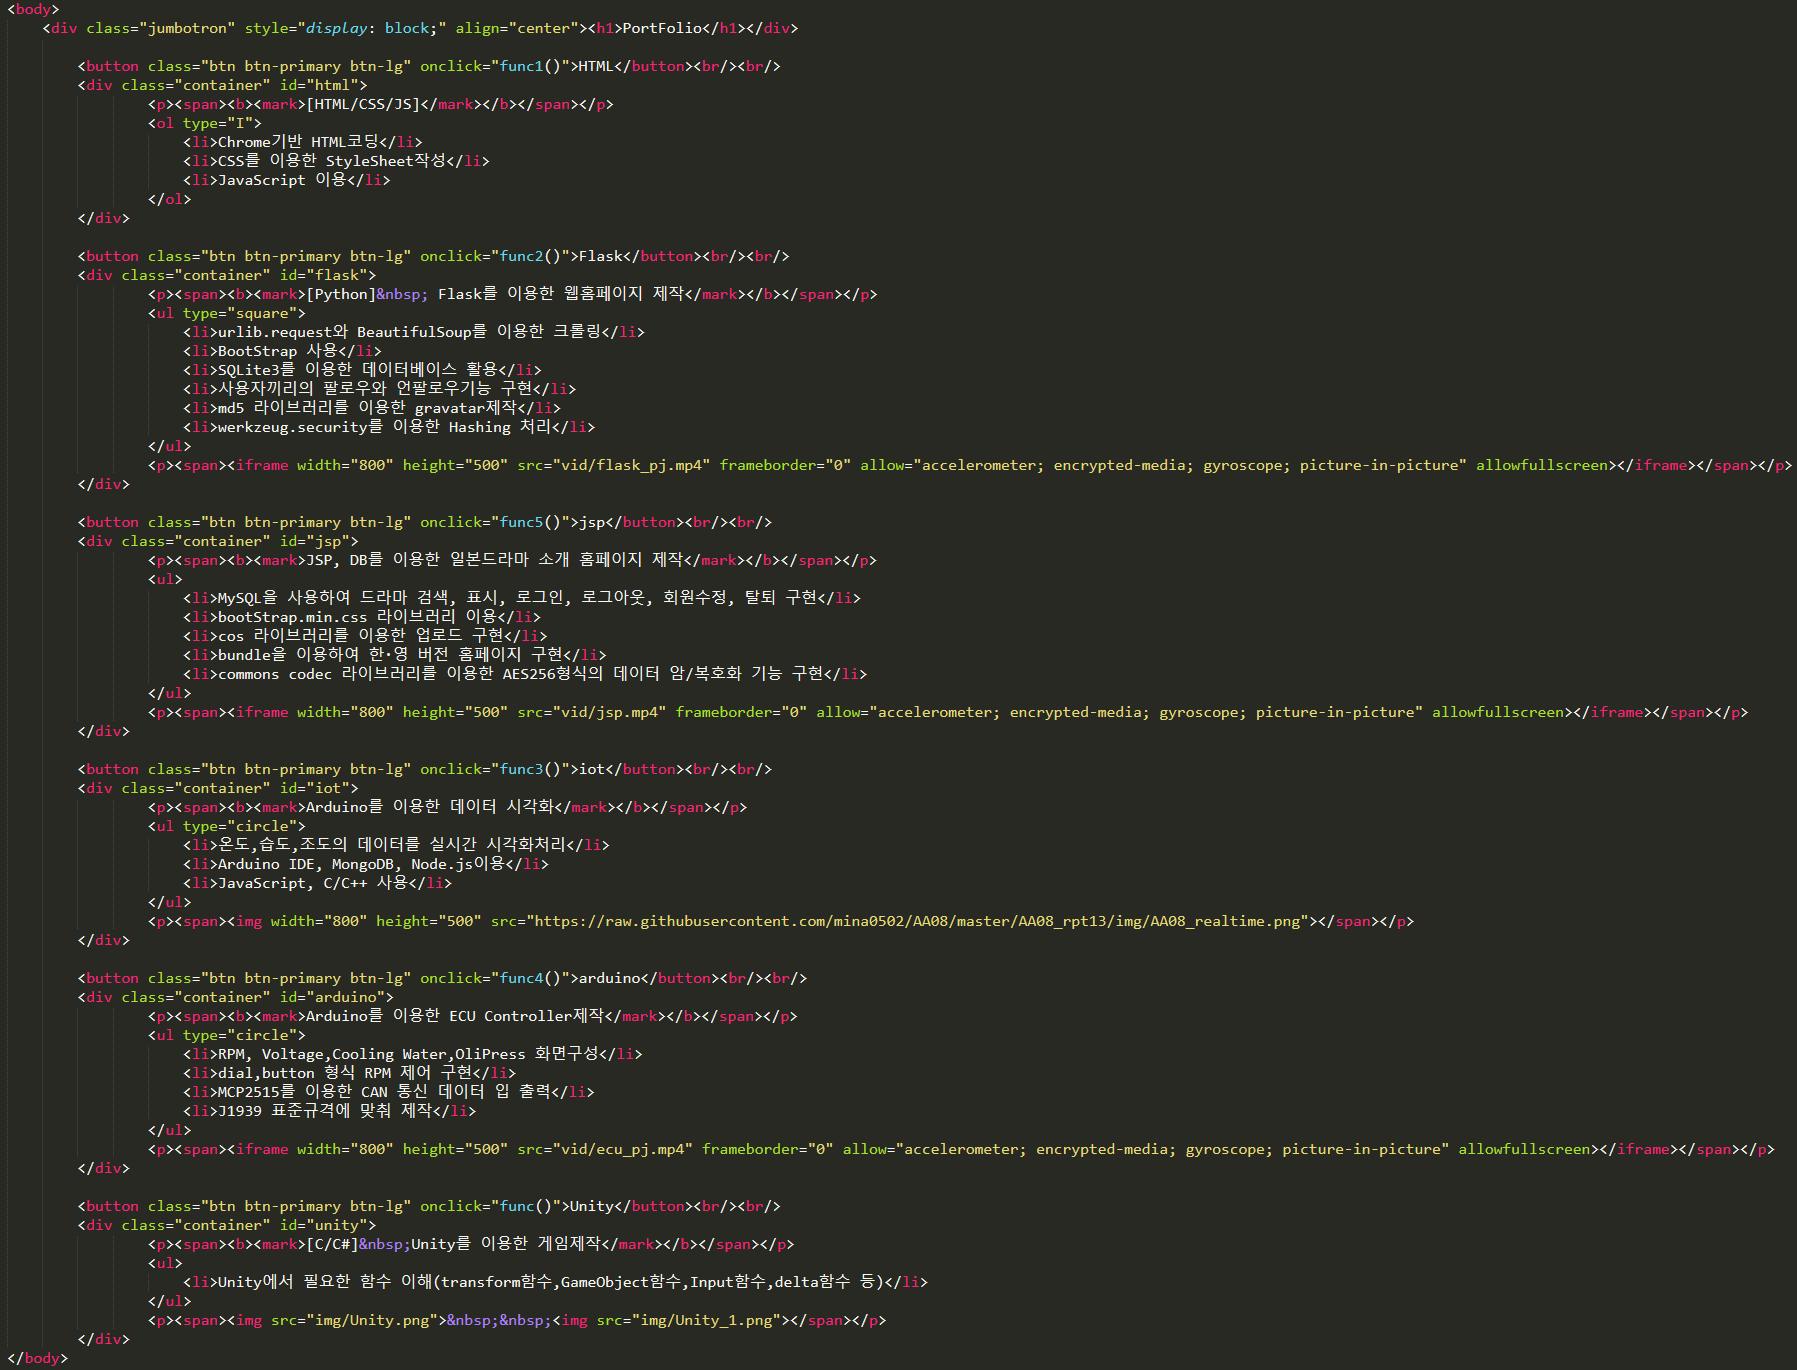 <body>
<div class="jumbotron" style="display: block;" align="center"><h1>PortFolio</h1></div>
<button class="btn btn-primary btn-lg" onclick="func1()">HTML</button><br/><br/>
<div class="container" id="html">
<p><span><b><mark>[HTML/CSS/JS]</mark></b></span></p>
<ol type="I">
<li>Chrome기반 HTML코딩</li>
<li>CSS를 이용한 StyleSheet작성</li>
<li>JavaScript 이용</li>
</ol>
</div>
<button class="btn btn-primary btn-lg" onclick="func2()">Flask</button><br/><br/>
<div class="container" id="flask">
<p><span><b><mark>[Python]&nbsp; Flask를 이용한 웹홈페이지 제작</mark></b></span></p>
<ul type="square">
<li>urlib.request와 BeautifulSoup를 이용한 크롤링</li>
<li>BootStrap 사용</li>
<li>SQLite3를 이용한 데이터베이스 활용</li>
<li>사용자끼리의 팔로우와 언팔로우기능 구현</li>
<li>md5 라이브러리를 이용한 gravatar제작</li>
<li>werkzeug.security를 이용한 Hashing 처리</li>
</ul>
<p><span><iframe width="800" height="500" src="vid/flask_pj.mp4" frameborder="0" allow="accelerometer; encrypted-media; gyroscope; picture-in-picture" allowfullscreen></iframe></span></p>
</div>
<button class="btn btn-primary btn-lg" onclick="func5()">jsp</button><br/><br/>
<div class="container" id="jsp">
<p><span><b><mark>JSP, DB를 이용한 일본드라마 소개 홈페이지 제작</mark></b></span></p>
<ul>
<li>MySQL을 사용하여 드라마 검색, 표시, 로그인, 로그아웃, 회원수정, 탈퇴 구현</li>
<li>bootStrap.min.css 라이브러리 이용</li>
<li>cos 라이브러리를 이용한 업로드 구현</li>
<li>bundle을 이용하여 한·영 버전 홈페이지 구현</li>
<li>commons codec 라이브러리를 이용한 AES256형식의 데이터 암/복호화 기능 구현</li>
</ul>
<p><span><iframe width="800" height="500" src="vid/jsp.mp4" frameborder="0" allow="accelerometer; encrypted-media; gyroscope; picture-in-picture" allowfullscreen></iframe></span></p>
</div>
<button class="btn btn-primary btn-lg" onclick="func3()">iot</button><br/><br/>
<div class="container" id="iot">
<p><span><b><mark>Arduino를 이용한 데이터 시각화</mark></b></span></p>
<ul type="circle">
<li>온도,습도,조도의 데이터를 실시간 시각화처리</li>
<li>Arduino IDE, MongoDB, Node.js이용</li>
<li>JavaScript, C/C++ 사용</li>
</ul>
<p><span><img width="800" height="500" src="https://raw.githubusercontent.com/mina0502/AA08/master/AA08_rpt13/img/AA08_realtime.png"></span></p>
</div>
<button class="btn btn-primary btn-lg" onclick="func4()">arduino</button><br/><br/>
<div class="container" id="arduino">
<p><span><b><mark>Arduino를 이용한 ECU Controller제작</mark></b></span></p>
<ul type="circle">
<li>RPM, Voltage,Cooling Water,OliPress 화면구성</li>
<li>dial,button 형식 RPM 제어 구현</li>
<li>MCP2515를 이용한 CAN 통신 데이터 입 출력</li>
<li>J1939 표준규격에 맞춰 제작</li>
</ul>
<p><span><iframe width="800" height="500" src="vid/ecu_pj.mp4" frameborder="0" allow="accelerometer; encrypted-media; gyroscope; picture-in-picture" allowfullscreen></iframe></span></p>
</div>
<button class="btn btn-primary btn-lg" onclick="func()">Unity</button><br/><br/>
<div class="container" id="unity">
<p><span><b><mark>[C/C#]&nbsp;Unity를 이용한 게임제작</mark></b></span></p>
<ul>
<li>Unity에서 필요한 함수 이해(transform함수,GameObject함수,Input함수,delta함수 등)</li>
</ul>
<p><span><img src="img/Unity.png">&nbsp;&nbsp;<img src="img/Unity_1.png"></span></p>
</div>
</body>